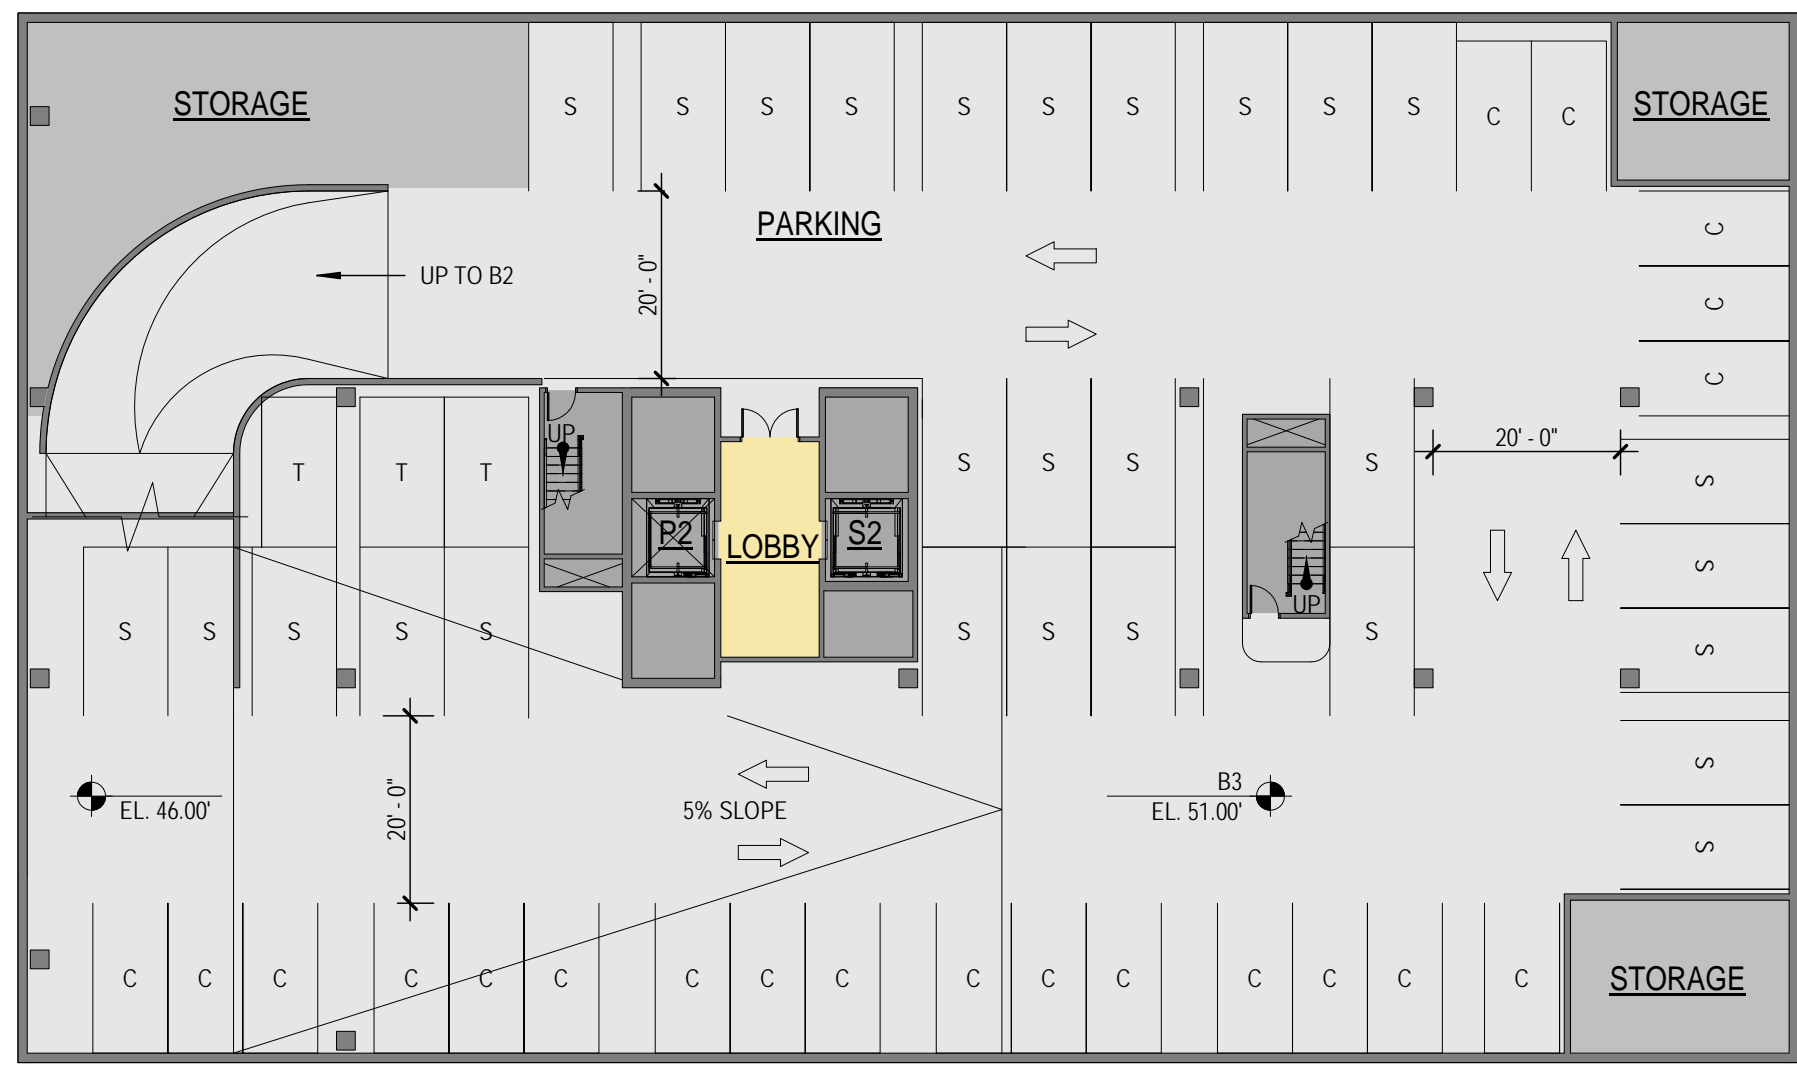 STORAGE
S S S S S S S S S S
C C
STORAGE
PARKING
C
20' - 0"
UP TO B2
C
C
UP
20' - 0"
T T T
S S S S
S
P2
LOBBY
S2
S
UP
S S S S S
S S S S
S
S
B3
EL. 46.00'
20' - 0"
5% SLOPE
EL. 51.00'
S
C C C C C C C C C C C C C C C C
STORAGE